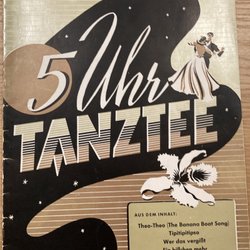 5 Uhr
TANZTEE
AUS DEM INHALT:
Theo-Theo (The Banana Boat Song)
Tipitipitipso
Wer das vergißt